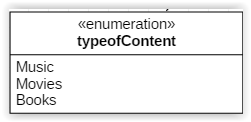 «enumeration»
typeofContent
Music
Movies
Books